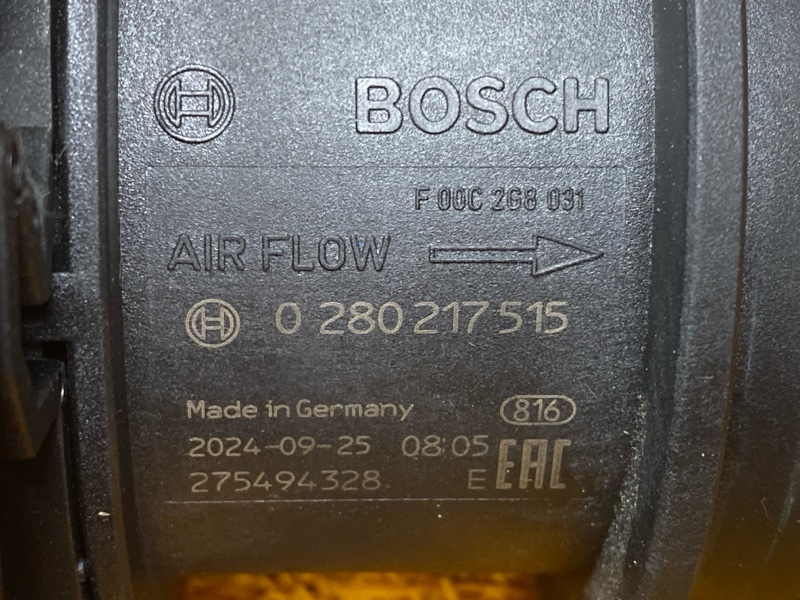 BOSCH
F 00C 2G8 031
AIR FLOW
0 280 217 515
Made in Germany 816
2024-09-25 08:05
275494328 E EAC